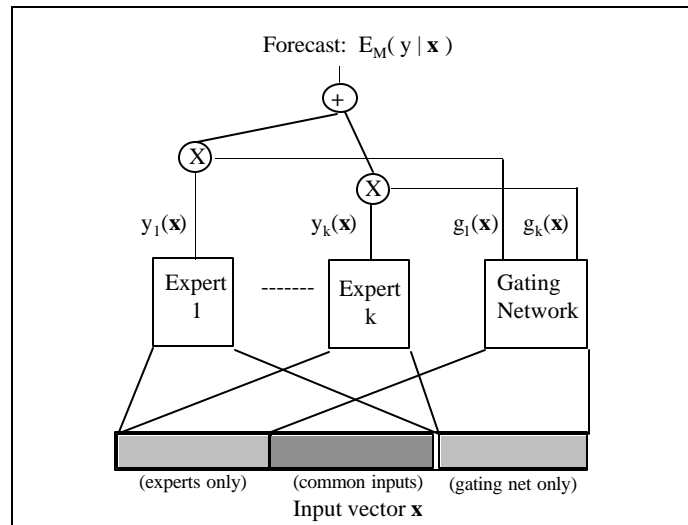 Forecast: E_M( y | x )
+
X
X
y_1(x)
y_k(x)
g_l(x)
g_k(x)
Expert
1
-------
Expert
k
Gating
Network
(experts only)
(common inputs)
(gating net only)
Input vector x